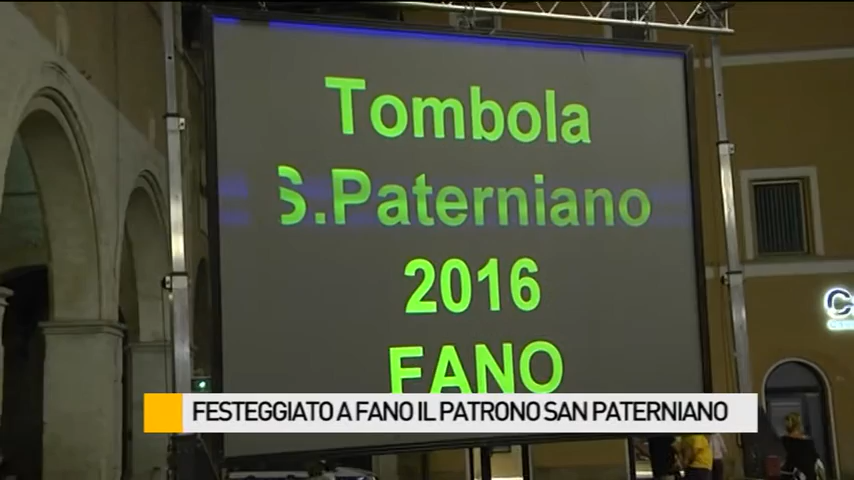 Tombola
S.Paterniano
2016
FANO
FESTEGGIATO A FANO IL PATRONO SAN PATERNIANO